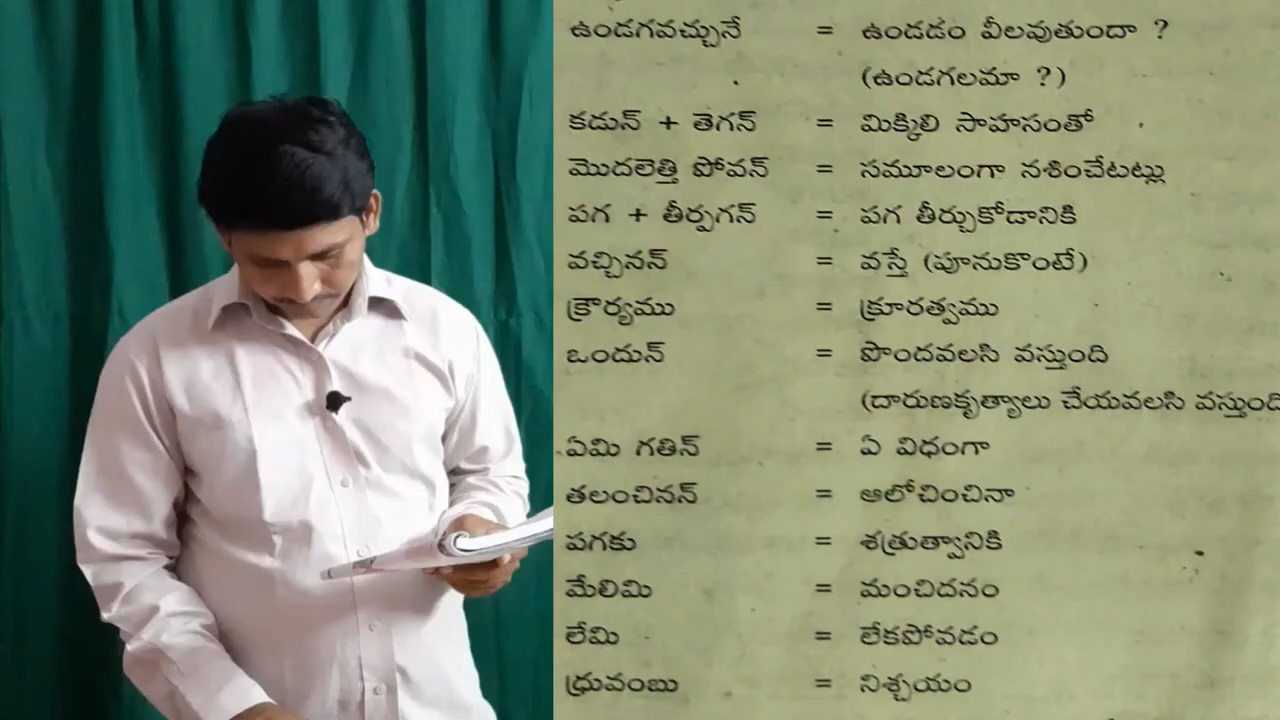 ఉండగవచ్చునే = ఉండడం వీలవుతుందా ?
(ఉండగలమా ?)
కడున్ + తెగన్ = మిక్కిలి సాహసంతో
మొదలెత్తి పోవన్ = సమూలంగా నశించేటట్లు
పగ + తీర్పగన్ = పగ తీర్చుకోడానికి
వచ్చినన్ = వస్తే (పూనుకొంటే)
క్రౌర్యము = క్రూరత్వము
ఒందున్ = పొందవలసి వస్తుంది
(దారుణకృత్యాలు చేయవలసి వస్తుంది
ఏమి గతిన్ = ఏ విధంగా
తలంచినన్ = ఆలోచించినా
పగకు = శత్రుత్వానికి
మేలిమి = మంచిదనం
లేమి = లేకపోవడం
ధ్రువంబు = నిశ్చయం